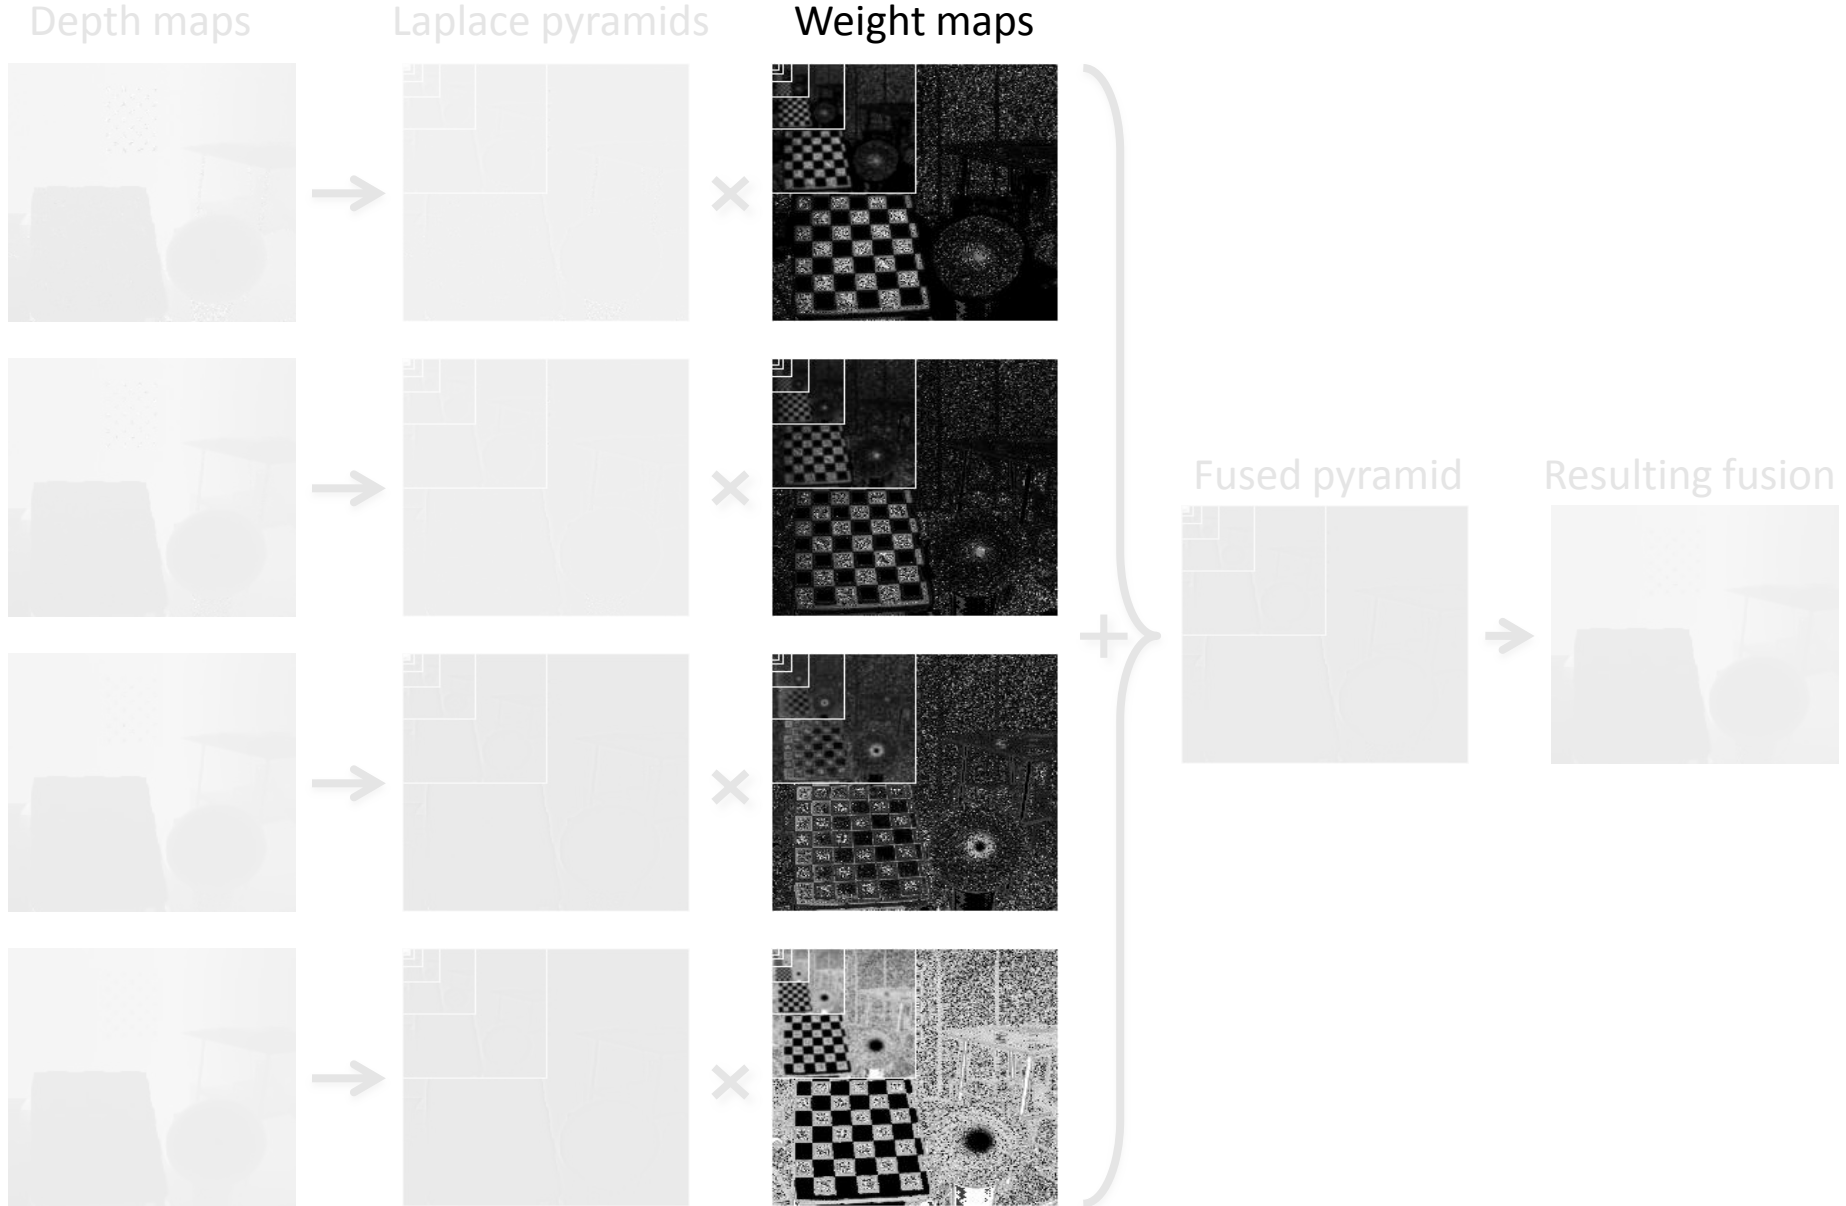 Depth maps
Laplace pyramids
Weight maps
Fused pyramid
Resulting fusion